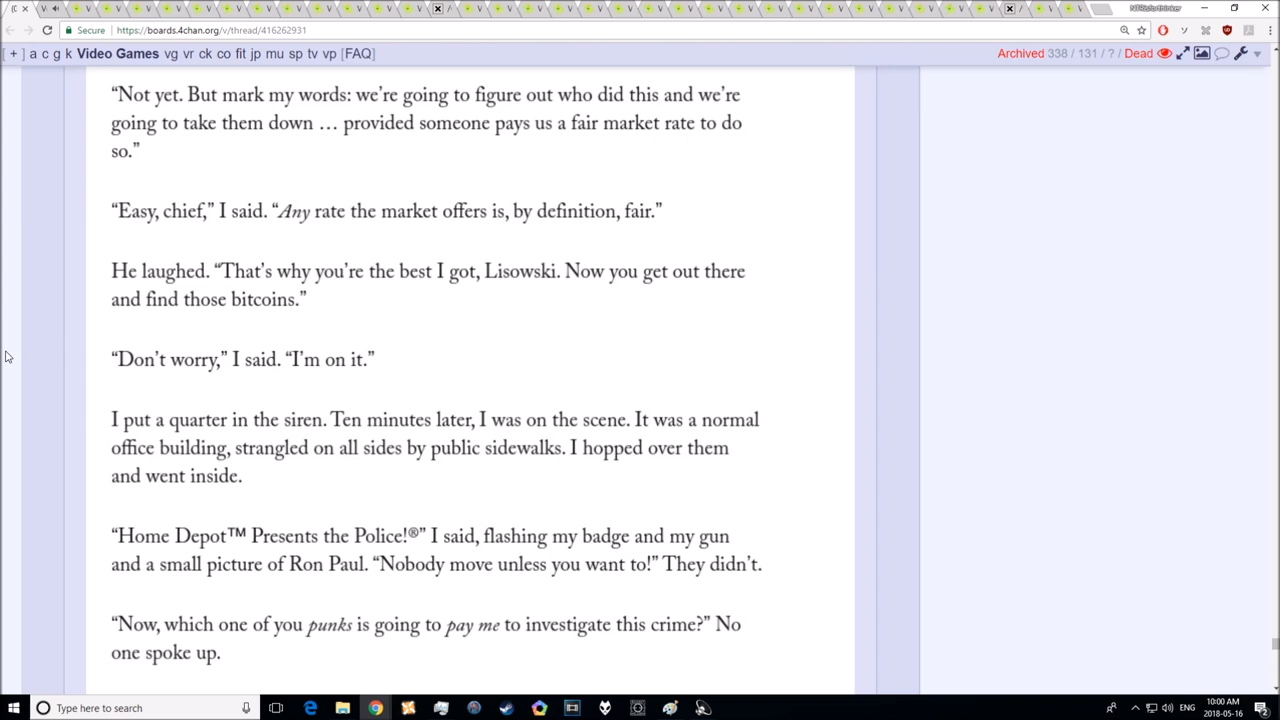 NTRisforthinker
Secure
https://boards.4chan.org/v/thread/416262931
[ + ] a c g k Video Games vg vr ck co fit jp mu sp tv vp [FAQ]
Archived 338 / 131 / ? / Dead
“Not yet. But mark my words: we’re going to figure out who did this and we’re
going to take them down … provided someone pays us a fair market rate to do
so.”
“Easy, chief,” I said. “Any rate the market offers is, by definition, fair.”
He laughed. “That’s why you’re the best I got, Lisowski. Now you get out there
and find those bitcoins.”
“Don’t worry,” I said. “I’m on it.”
I put a quarter in the siren. Ten minutes later, I was on the scene. It was a normal
office building, strangled on all sides by public sidewalks. I hopped over them
and went inside.
“Home Depot™ Presents the Police!®” I said, flashing my badge and my gun
and a small picture of Ron Paul. “Nobody move unless you want to!” They didn’t.
“Now, which one of you punks is going to pay me to investigate this crime?” No
one spoke up.
Type here to search
ENG
10:00 AM
2018-05-16
2